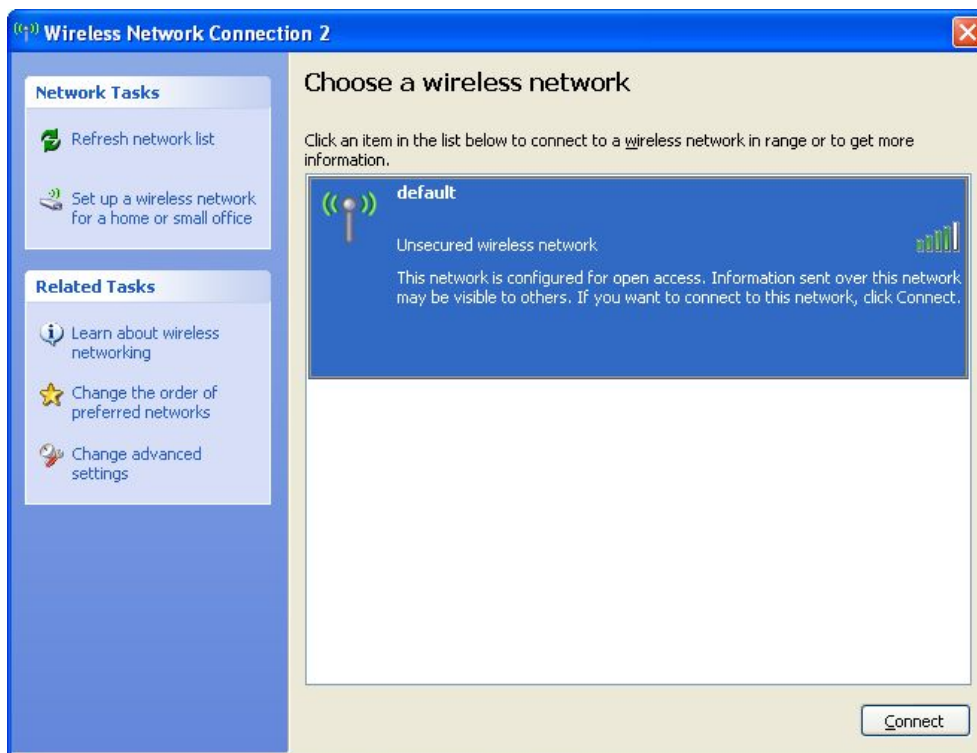 Wireless Network Connection 2
Network Tasks
Refresh network list
Set up a wireless network
for a home or small office
Related Tasks
Learn about wireless
networking
Change the order of
preferred networks
Change advanced
settings
Choose a wireless network
Click an item in the list below to connect to a wireless network in range or to get more
information.
default
Unsecured wireless network
This network is configured for open access. Information sent over this network
may be visible to others. If you want to connect to this network, click Connect.
Connect